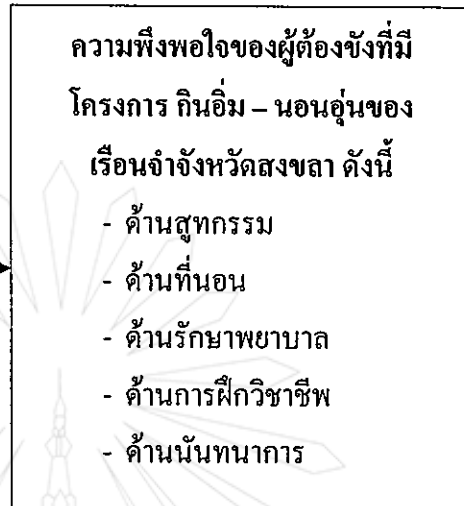 ความพึงพอใจของผู้ต้องขังที่มี
โครงการ กินอิ่ม – นอนอุ่นของ
เรือนจำจังหวัดสงขลา ดังนี้
- ด้านสูทกรรม
- ด้านที่นอน
- ด้านรักษาพยาบาล
- ด้านการฝึกวิชาชีพ
- ด้านนันทนาการ